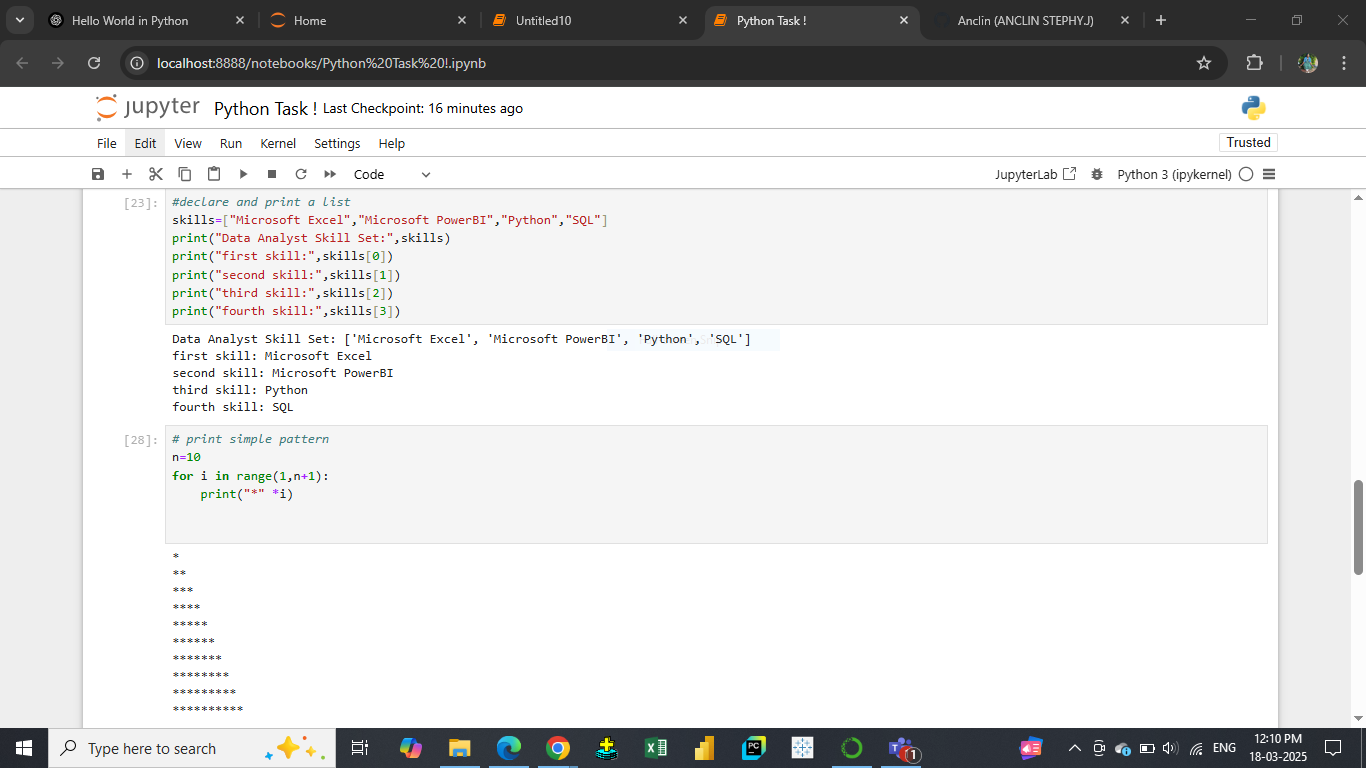 Hello World in Python
Home
Untitled10
Python Task !
Anclin (ANCLIN STEPHY.J)
localhost:8888/notebooks/Python%20Task%20!.ipynb
jupyter Python Task ! Last Checkpoint: 16 minutes ago
File Edit View Run Kernel Settings Help Trusted
Code JupyterLab Python 3 (ipykernel)
[23]: #declare and print a list
skills=["Microsoft Excel","Microsoft PowerBI","Python","SQL"]
print("Data Analyst Skill Set:",skills)
print("first skill:",skills[0])
print("second skill:",skills[1])
print("third skill:",skills[2])
print("fourth skill:",skills[3])
Data Analyst Skill Set: ['Microsoft Excel', 'Microsoft PowerBI', 'Python', 'SQL']
first skill: Microsoft Excel
second skill: Microsoft PowerBI
third skill: Python
fourth skill: SQL
[28]: # print simple pattern
n=10
for i in range(1,n+1):
    print("*" *i)
*
**
***
****
*****
******
*******
********
*********
**********
Type here to search
PC
1
ENG
12:10 PM
18-03-2025